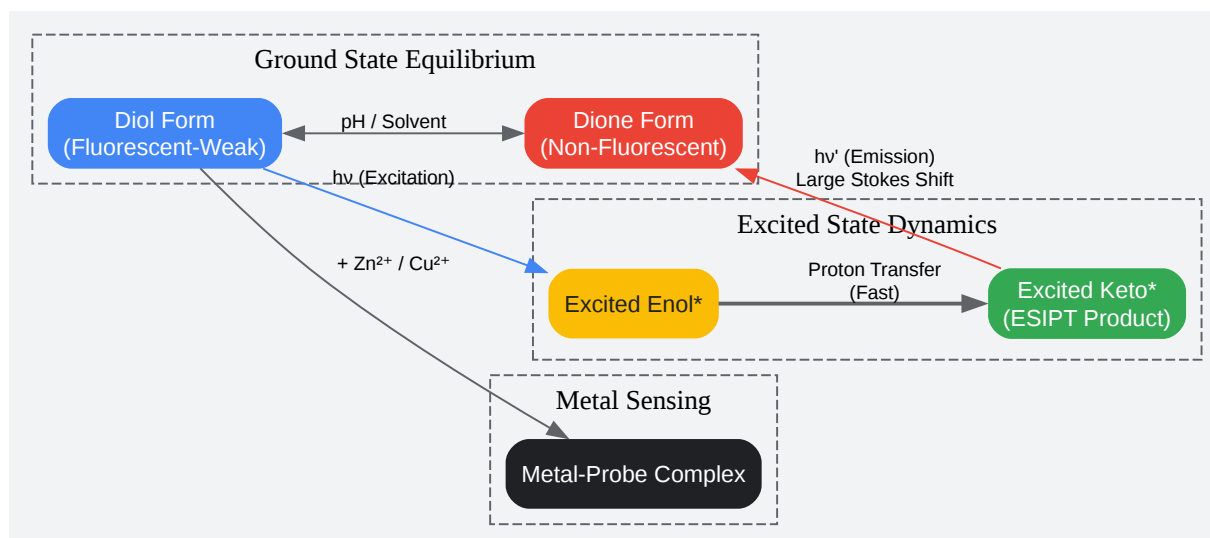 Ground State Equilibrium
Diol Form
(Fluorescent-Weak)
pH / Solvent
Dione Form
(Non-Fluorescent)
hν (Excitation)
hν' (Emission)
Large Stokes Shift
Excited State Dynamics
+ Zn²⁺ / Cu²⁺
Excited Enol*
Proton Transfer
(Fast)
Excited Keto*
(ESIPT Product)
Metal Sensing
Metal-Probe Complex